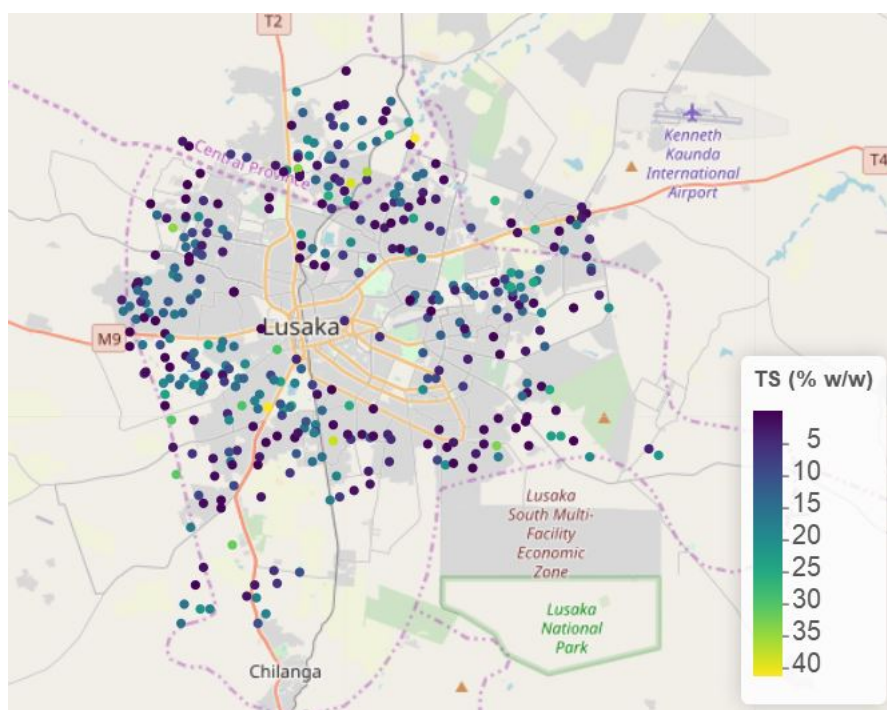 T2
Central Province
Kenneth
Kaunda
International
Airport
T4
Lusaka
M9
TS (% w/w)
5
10
15
20
25
30
35
40
Lusaka
South Multi-
Facility
Economic
Zone
Lusaka
National
Park
Chilanga